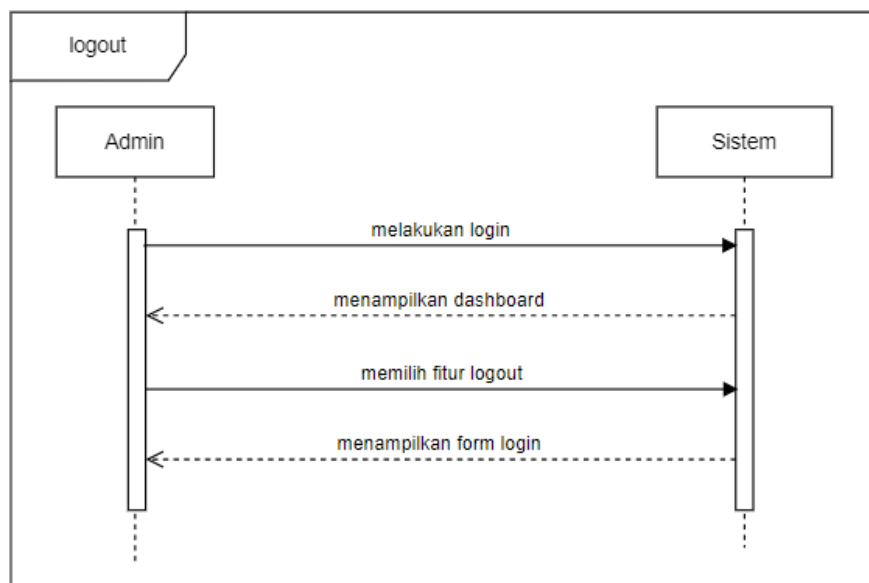 logout
Admin
Sistem
melakukan login
menampilkan dashboard
memilih fitur logout
menampilkan form login